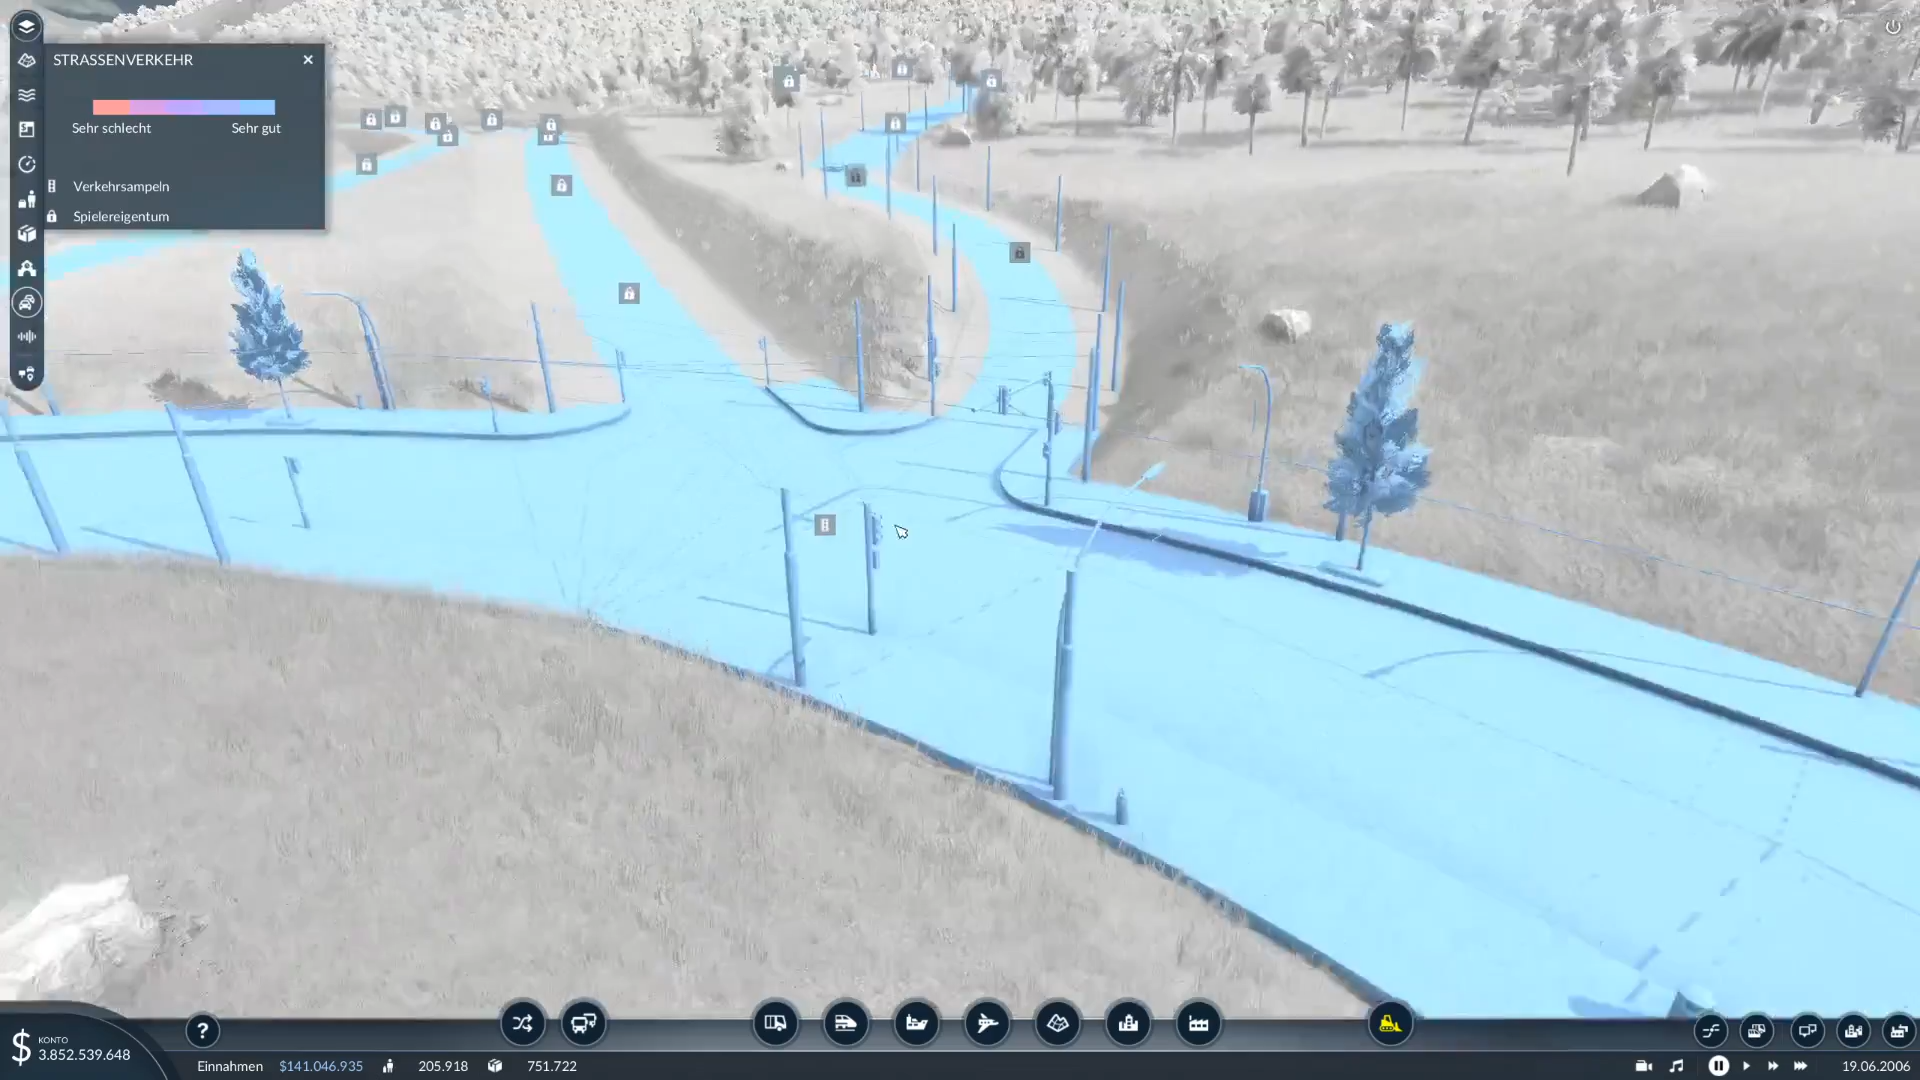 STRASSENVERKEHR
Sehr schlecht
Sehr gut
Verkehrsampeln
Spielereigentum
KONTO
3.852.539.648
?
Einnahmen $141.046.935 205.918 751.722
19.06.2006